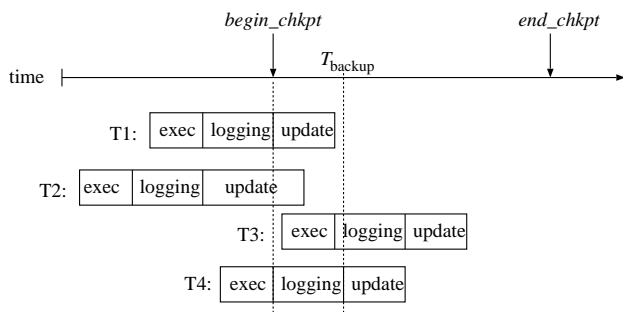 begin_chkpt end_chkpt
T_backup
time
T1: exec logging update
T2: exec logging update
T3: exec logging update
T4: exec logging update